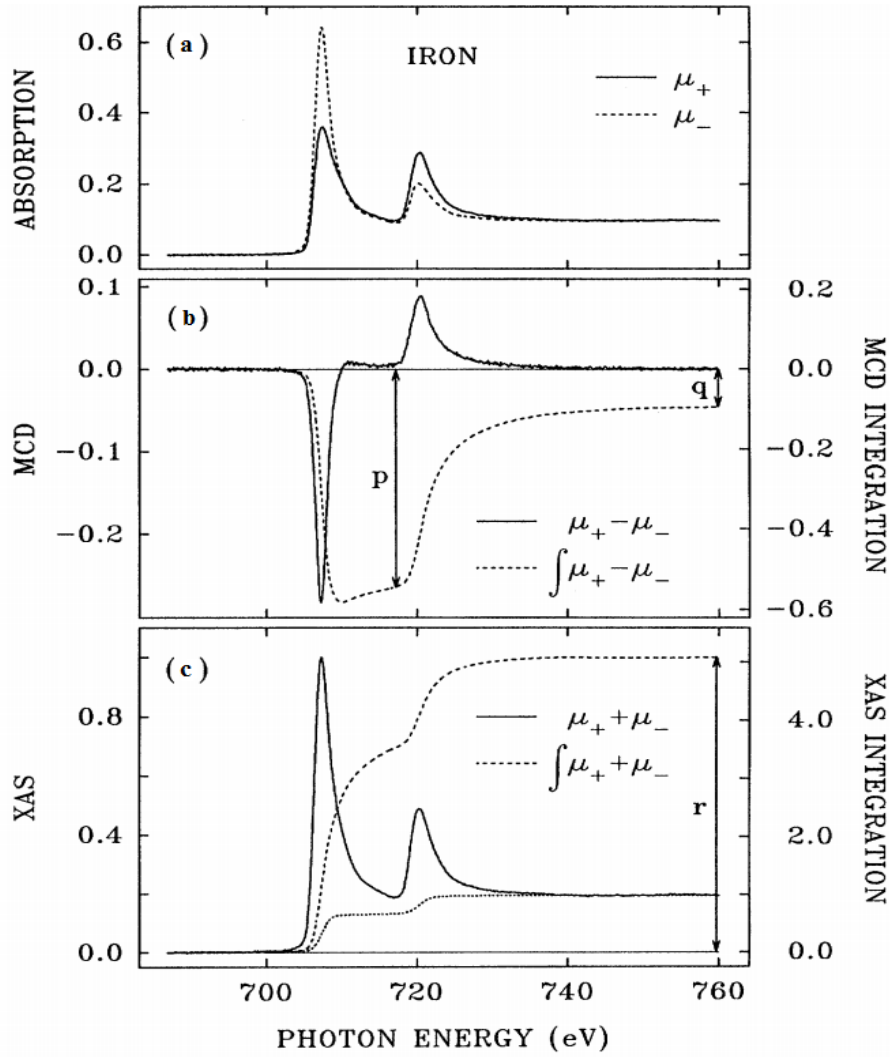 (a)
IRON
μ₊
μ₋
ABSORPTION
0.6
0.4
0.2
0.0
(b)
MCD
0.1
0.0
−0.1
−0.2
p
q
μ₊−μ₋
∫μ₊−μ₋
0.2
0.0
−0.2
−0.4
−0.6
MCD INTEGRATION
(c)
XAS
0.8
0.4
0.0
μ₊+μ₋
∫μ₊+μ₋
r
4.0
2.0
0.0
XAS INTEGRATION
700
720
740
760
PHOTON ENERGY (eV)